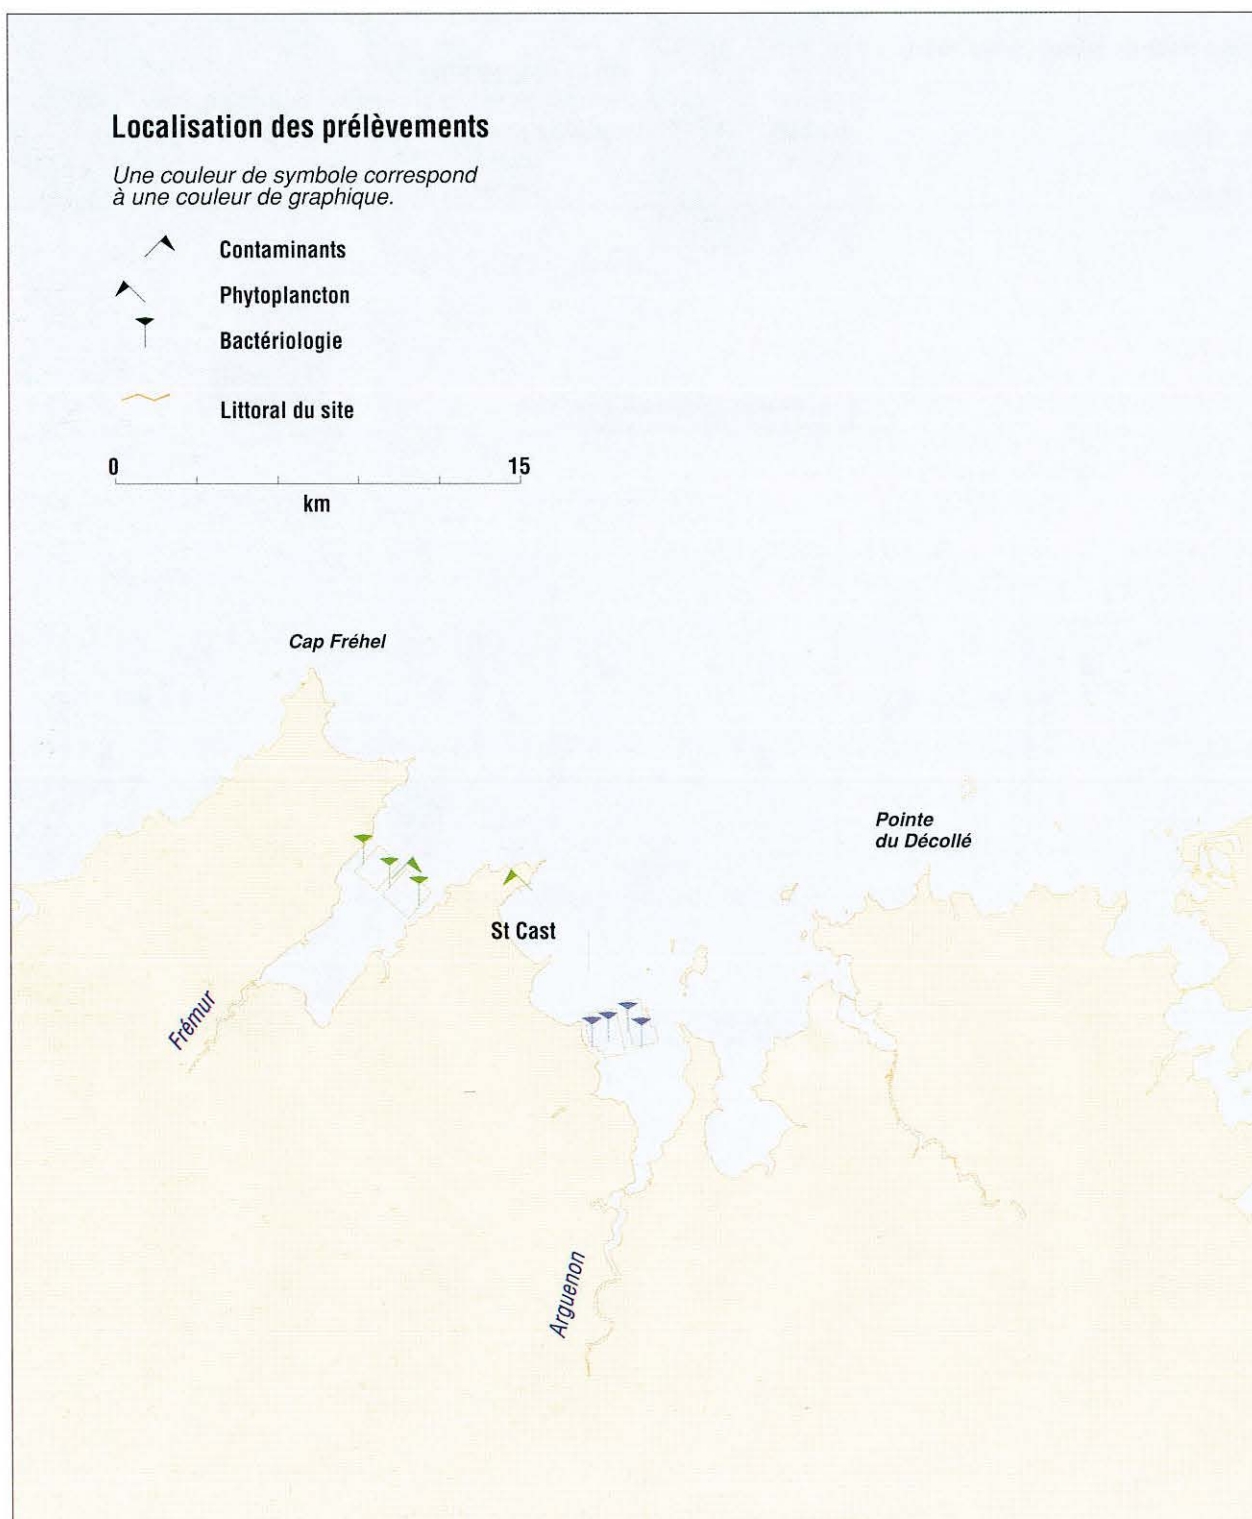 Localisation des prélèvements
Une couleur de symbole correspond
à une couleur de graphique.
Contaminants
Phytoplancton
Bactériologie
Littoral du site
0 15
km
Cap Fréhel
Pointe
du Décollé
St Cast
Frémur
Arguenon